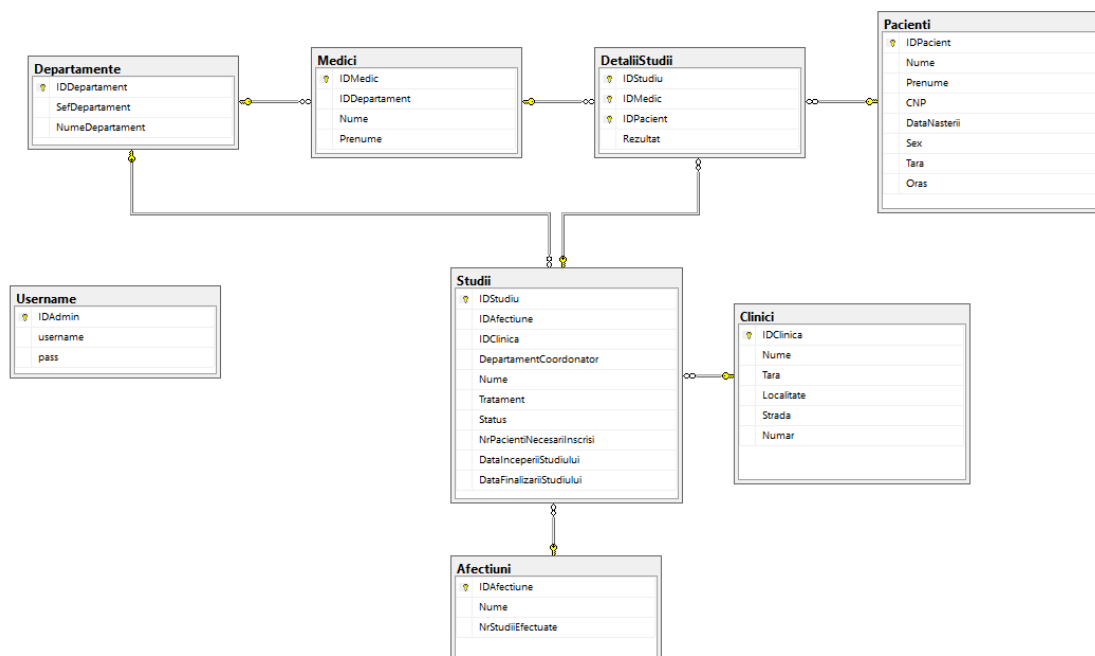 Departamente
IDDepartament
SefDepartament
NumeDepartament
Medici
IDMedic
IDDepartament
Nume
Prenume
DetaliiStudii
IDStudiu
IDMedic
IDPacient
Rezultat
Pacienti
IDPacient
Nume
Prenume
CNP
DataNasterii
Sex
Tara
Oras
Username
IDAdmin
username
pass
Studii
IDStudiu
IDAfectiune
IDClinica
DepartamentCoordonator
Nume
Tratament
Status
NrPacientiNecesariInscrisi
DataInceperiiStudiului
DataFinalizariiStudiului
Clinici
IDClinica
Nume
Tara
Localitate
Strada
Numar
Afectiuni
IDAfectiune
Nume
NrStudiiEfectuate